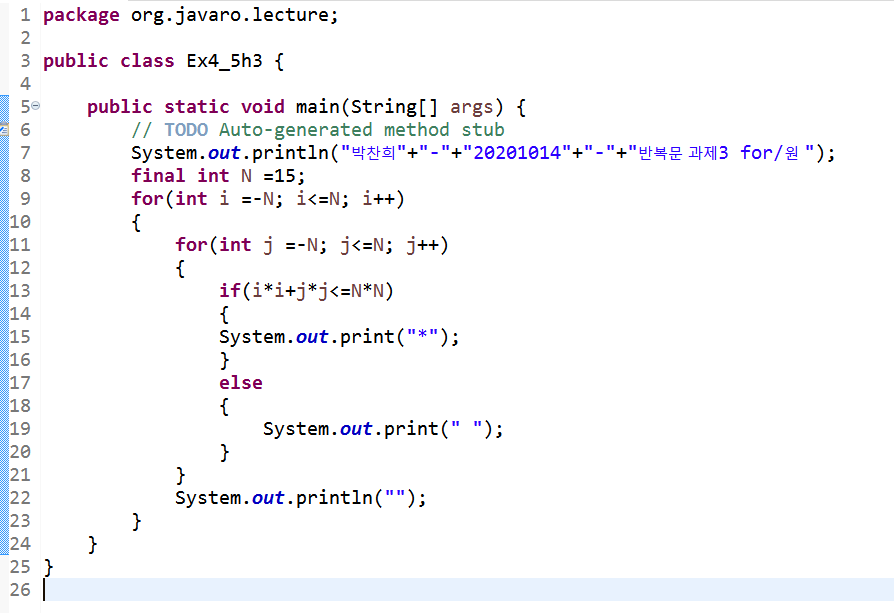 1 package org.javaro.lecture;
2
3 public class Ex4_5h3 {
4
5 public static void main(String[] args) {
6 // TODO Auto-generated method stub
7 System.out.println("박찬희"+"-"+"20201014"+"-"+"반복문 과제3 for/원 ");
8 final int N =15;
9 for(int i =-N; i<=N; i++)
10 {
11 for(int j =-N; j<=N; j++)
12 {
13 if(i*i+j*j<=N*N)
14 {
15 System.out.print("*");
16 }
17 else
18 {
19 System.out.print(" ");
20 }
21 }
22 System.out.println("");
23 }
24 }
25 }
26